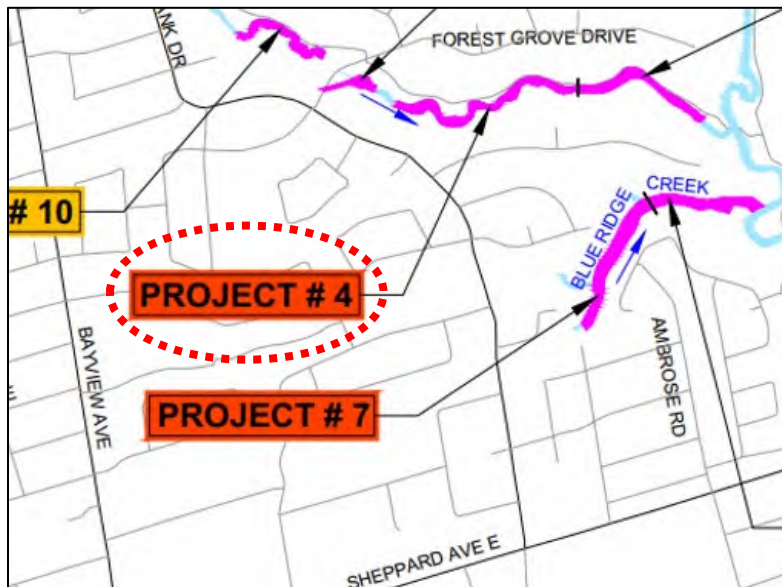 ANK DR
FOREST GROVE DRIVE
# 10
BLUE RIDGE
CREEK
PROJECT # 4
BAYVIEW AVE
AMBROSE RD
PROJECT # 7
SHEPPARD AVE E